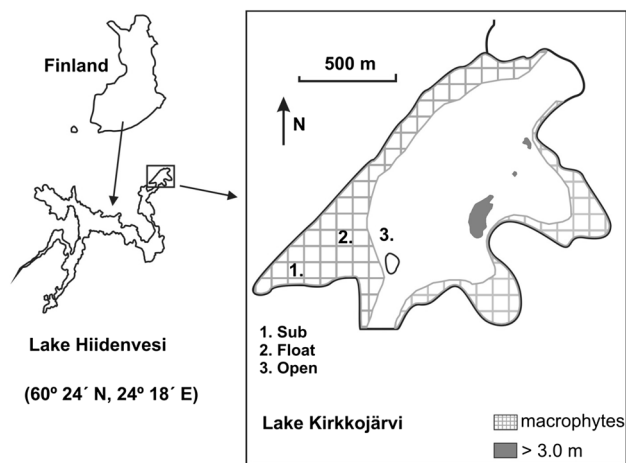 Finland
Lake Hiidenvesi
(60º 24´ N, 24º 18´ E)
500 m
N
1.
2.
3.
1. Sub
2. Float
3. Open
Lake Kirkkojärvi
macrophytes
> 3.0 m